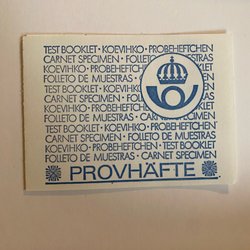 TEST BOOKLET • KOEVIHKO • PROBEHEFTCHEN
CARNET SPECIMEN • FOLLETO DE MUESTRAS
KOEVIHKO • PROBEHEFTCHEN
FOLLETO DE MUESTRAS
TEST BOOKLET • KOEVIHKO
CARNET SPECIMEN
KOEVIHKO • PROBEHEFTCHEN • TEST BOOKLET
FOLLETO DE MUESTRAS • CARNET SPECIMEN
TEST BOOKLET • KOEVIHKO • PROBEHEFTCHEN
CARNET SPECIMEN • FOLLETO DE MUESTRAS
KOEVIHKO • PROBEHEFTCHEN • TEST BOOKLET
FOLLETO DE MUESTRAS • CARNET SPECIMEN
PROVHÄFTE